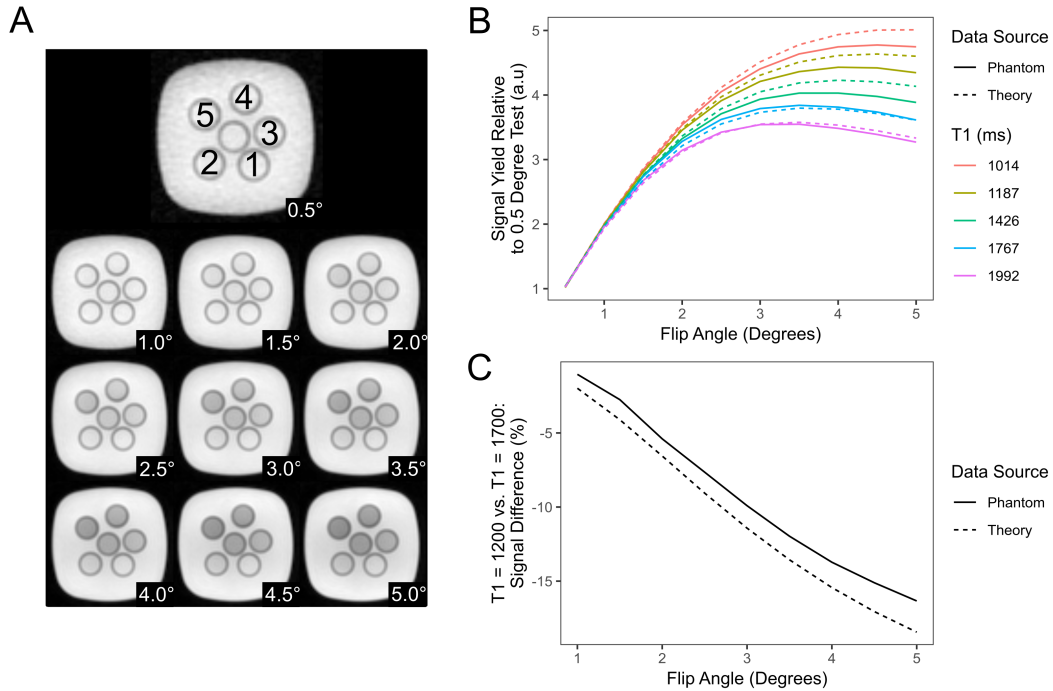 A
4
5
3
2
1
0.5°
1.0°
1.5°
2.0°
2.5°
3.0°
3.5°
4.0°
4.5°
5.0°
B
Signal Yield Relative
to 0.5 Degree Test (a.u)
5
4
3
2
1
1
2
3
4
5
Flip Angle (Degrees)
Data Source
Phantom
Theory
T1 (ms)
1014
1187
1426
1767
1992
C
T1 = 1200 vs. T1 = 1700:
Signal Difference (%)
-5
-10
-15
1
2
3
4
5
Flip Angle (Degrees)
Data Source
Phantom
Theory